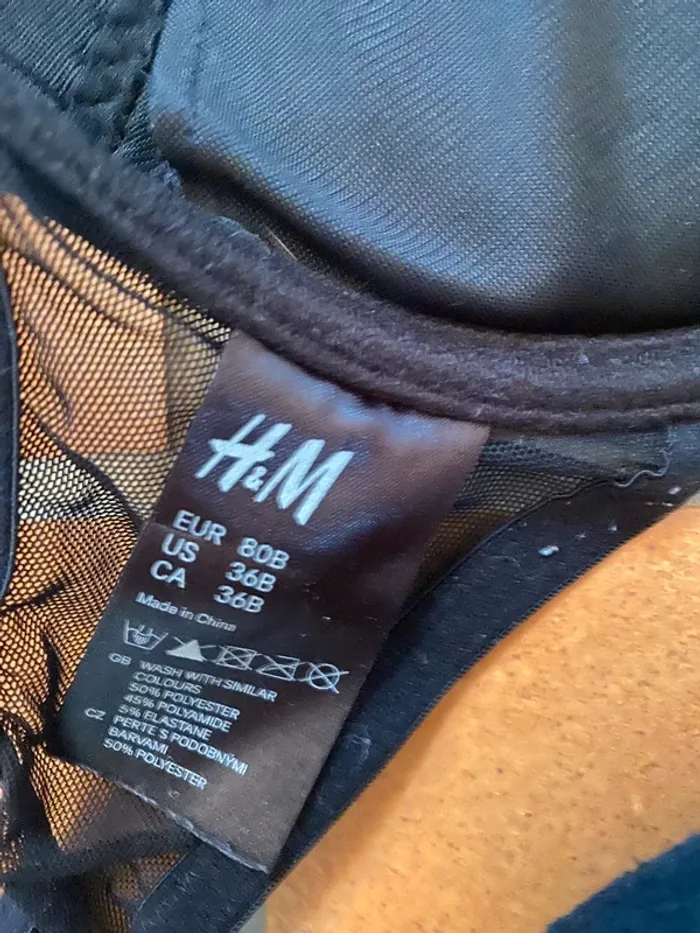 H&M
EUR 80B
US 36B
CA 36B
Made in China
GB WASH WITH SIMILAR
COLOURS
50% POLYESTER
45% POLYAMIDE
5% ELASTANE
CZ PERTE S PODOBNÝMI
BARVAMI
50% POLYESTER